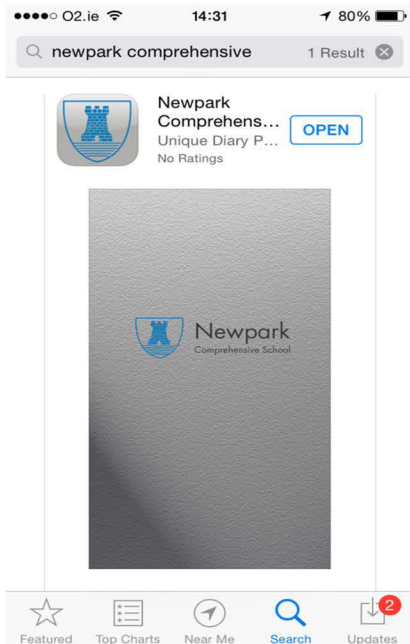 O2.ie 14:31 80%
newpark comprehensive 1 Result
Newpark
Comprehens...
Unique Diary P...
No Ratings
OPEN
Newpark
Comprehensive School
2
Featured Top Charts Near Me Search Updates